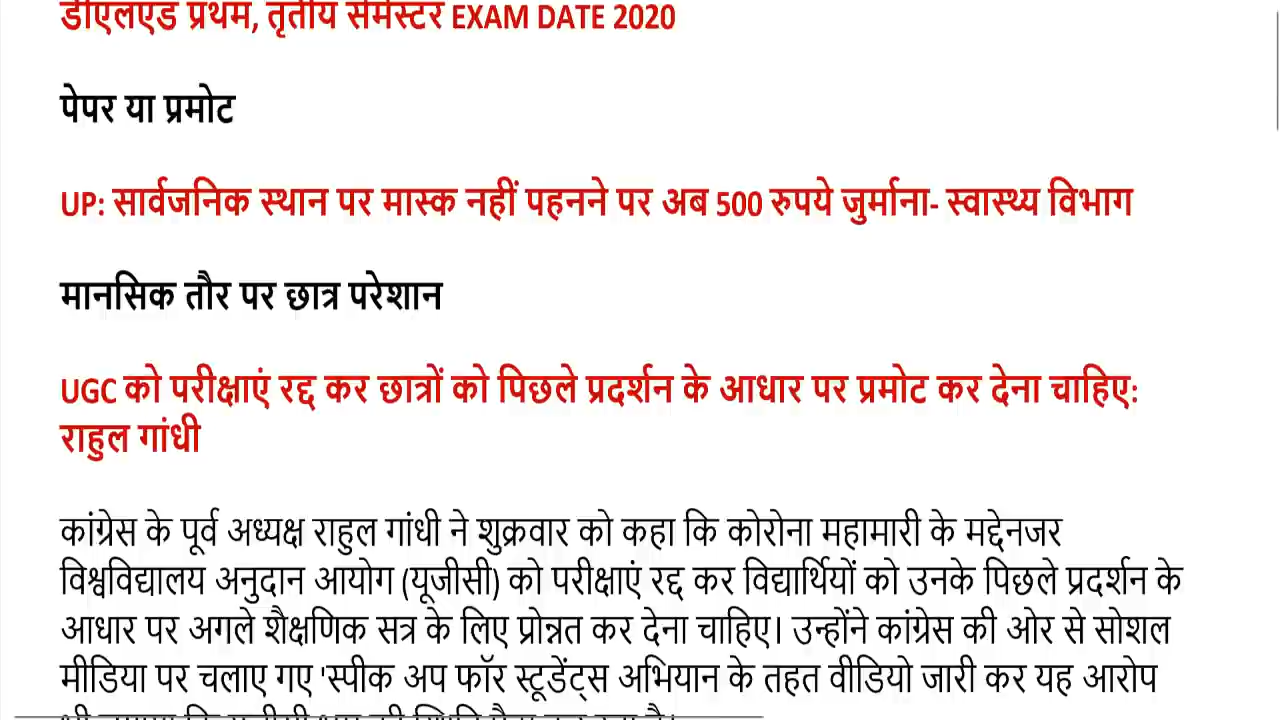 डीएलएड प्रथम, तृतीय सेमेस्टर EXAM DATE 2020
पेपर या प्रमोट
UP: सार्वजनिक स्थान पर मास्क नहीं पहनने पर अब 500 रुपये जुर्माना- स्वास्थ्य विभाग
मानसिक तौर पर छात्र परेशान
UGC को परीक्षाएं रद्द कर छात्रों को पिछले प्रदर्शन के आधार पर प्रमोट कर देना चाहिए:
राहुल गांधी
कांग्रेस के पूर्व अध्यक्ष राहुल गांधी ने शुक्रवार को कहा कि कोरोना महामारी के मद्देनजर
विश्वविद्यालय अनुदान आयोग (यूजीसी) को परीक्षाएं रद्द कर विद्यार्थियों को उनके पिछले प्रदर्शन के
आधार पर अगले शैक्षणिक सत्र के लिए प्रोन्नत कर देना चाहिए। उन्होंने कांग्रेस की ओर से सोशल
मीडिया पर चलाए गए 'स्पीक अप फॉर स्टूडेंट्स अभियान के तहत वीडियो जारी कर यह आरोप